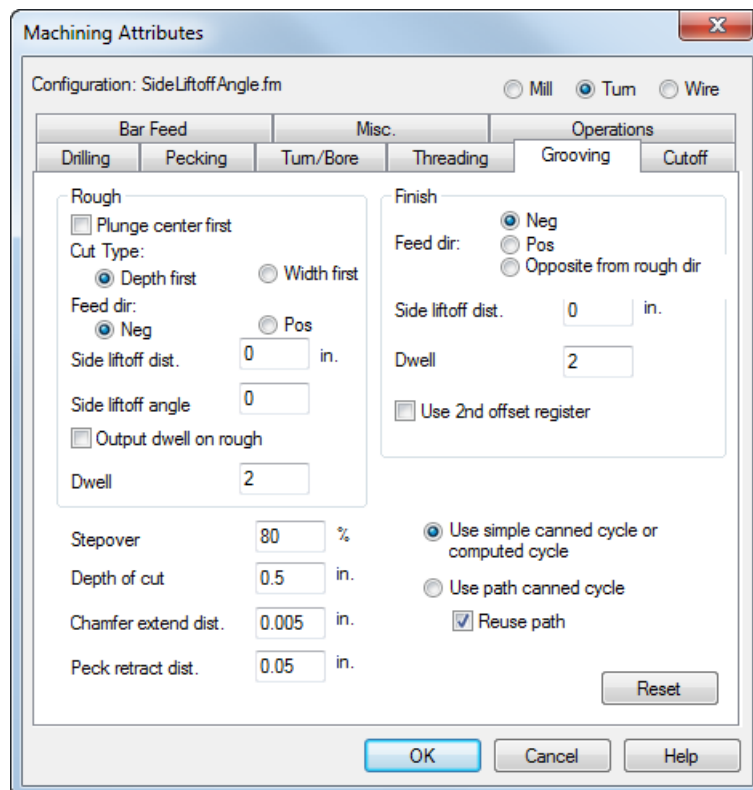 Machining Attributes
Configuration: SideLiftoffAngle.fm
Mill Turn Wire
Bar Feed Misc. Operations
Drilling Pecking Turn/Bore Threading Grooving Cutoff
Rough
Plunge center first
Cut Type:
Depth first Width first
Feed dir:
Neg Pos
Side liftoff dist. 0 in.
Side liftoff angle 0
Output dwell on rough
Dwell 2
Finish
Neg
Feed dir: Pos
Opposite from rough dir
Side liftoff dist. 0 in.
Dwell 2
Use 2nd offset register
Stepover 80 %
Depth of cut 0.5 in.
Chamfer extend dist. 0.005 in.
Peck retract dist. 0.05 in.
Use simple canned cycle or
computed cycle
Use path canned cycle
Reuse path
Reset
OK Cancel Help